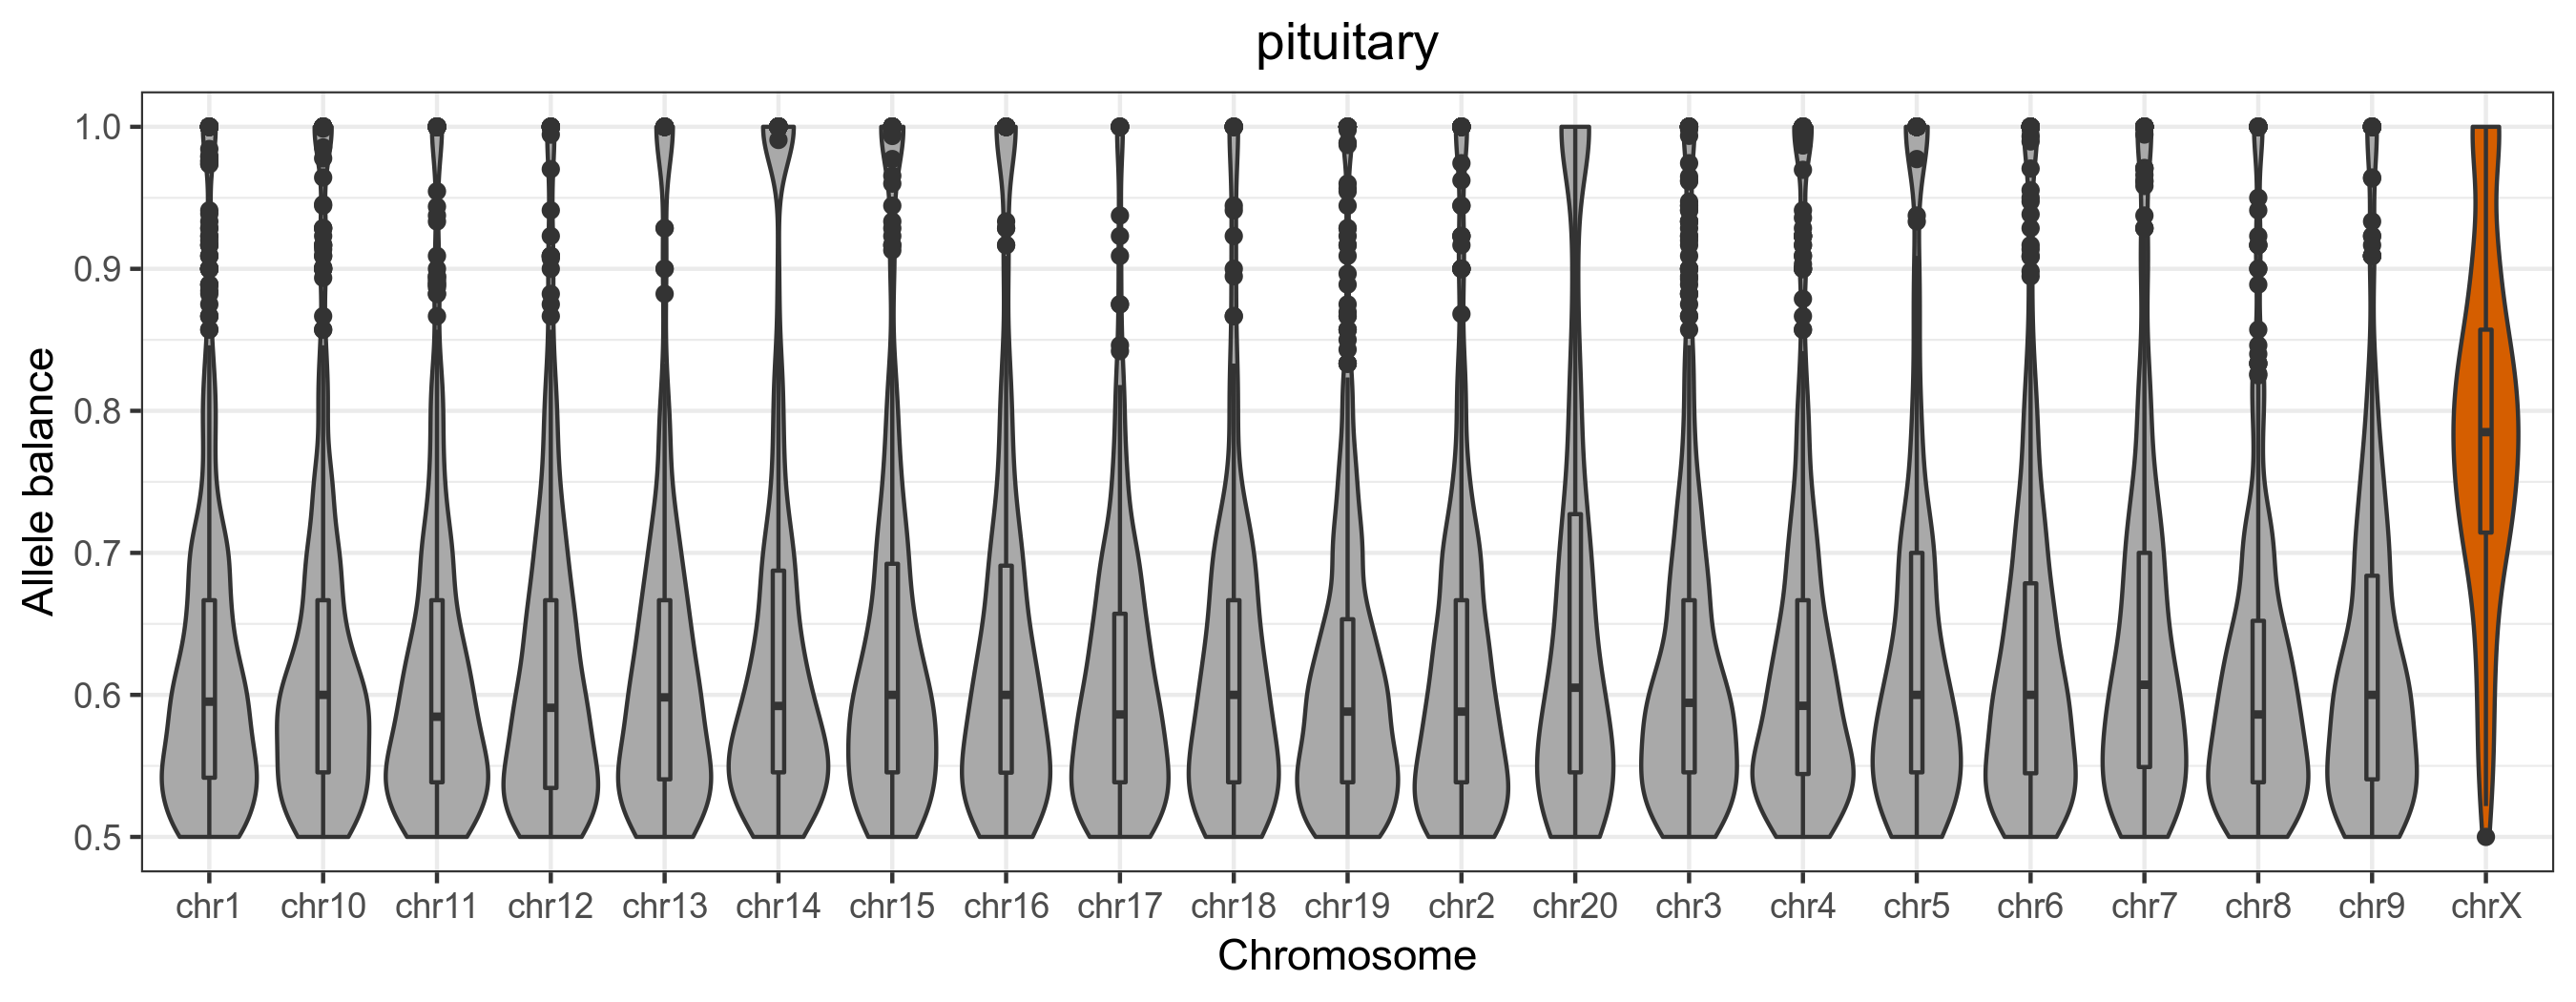 pituitary
Allele balance
1.0
0.9
0.8
0.7
0.6
0.5
chr1 chr10 chr11 chr12 chr13 chr14 chr15 chr16 chr17 chr18 chr19 chr2 chr20 chr3 chr4 chr5 chr6 chr7 chr8 chr9 chrX
Chromosome